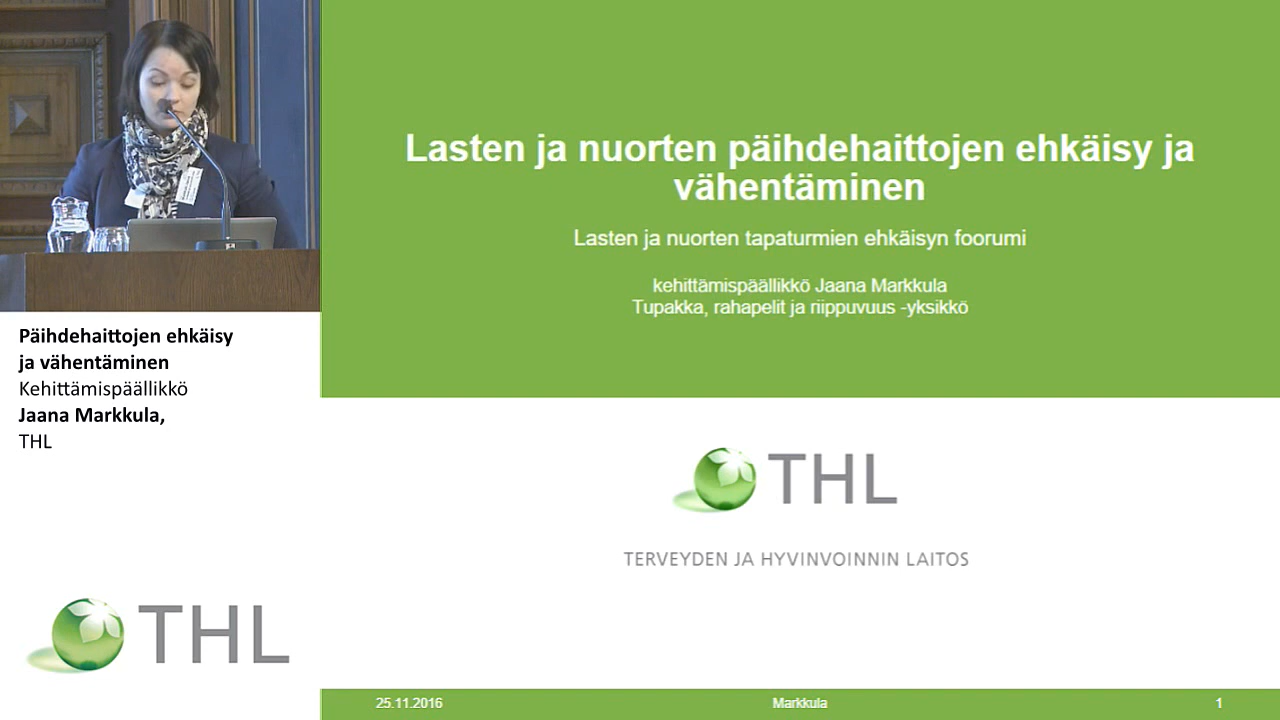 Lasten ja nuorten päihdehaittojen ehkäisy ja
vähentäminen
Lasten ja nuorten tapaturmien ehkäisyn foorumi
kehittämispäällikkö Jaana Markkula
Tupakka, rahapelit ja riippuvuus -yksikkö
Päihdehaittojen ehkäisy
ja vähentäminen
Kehittämispäällikkö
Jaana Markkula,
THL
THL
TERVEYDEN JA HYVINVOINNIN LAITOS
THL
25.11.2016
Markkula
1